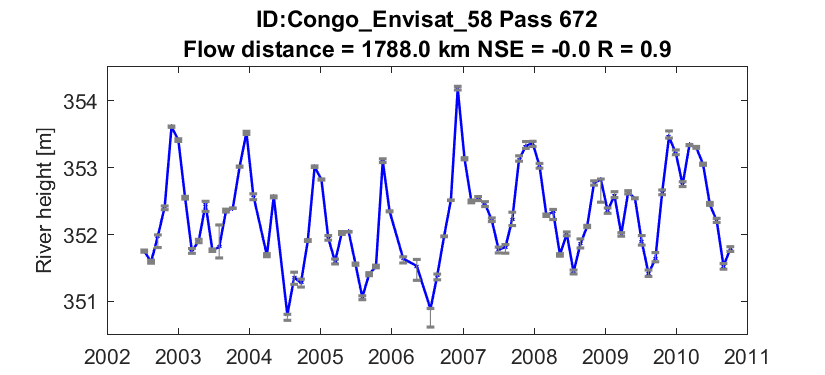 ID:Congo_Envisat_58 Pass 672
Flow distance = 1788.0 km NSE = -0.0 R = 0.9
River height [m]
354
353
352
351
2002 2003 2004 2005 2006 2007 2008 2009 2010 2011